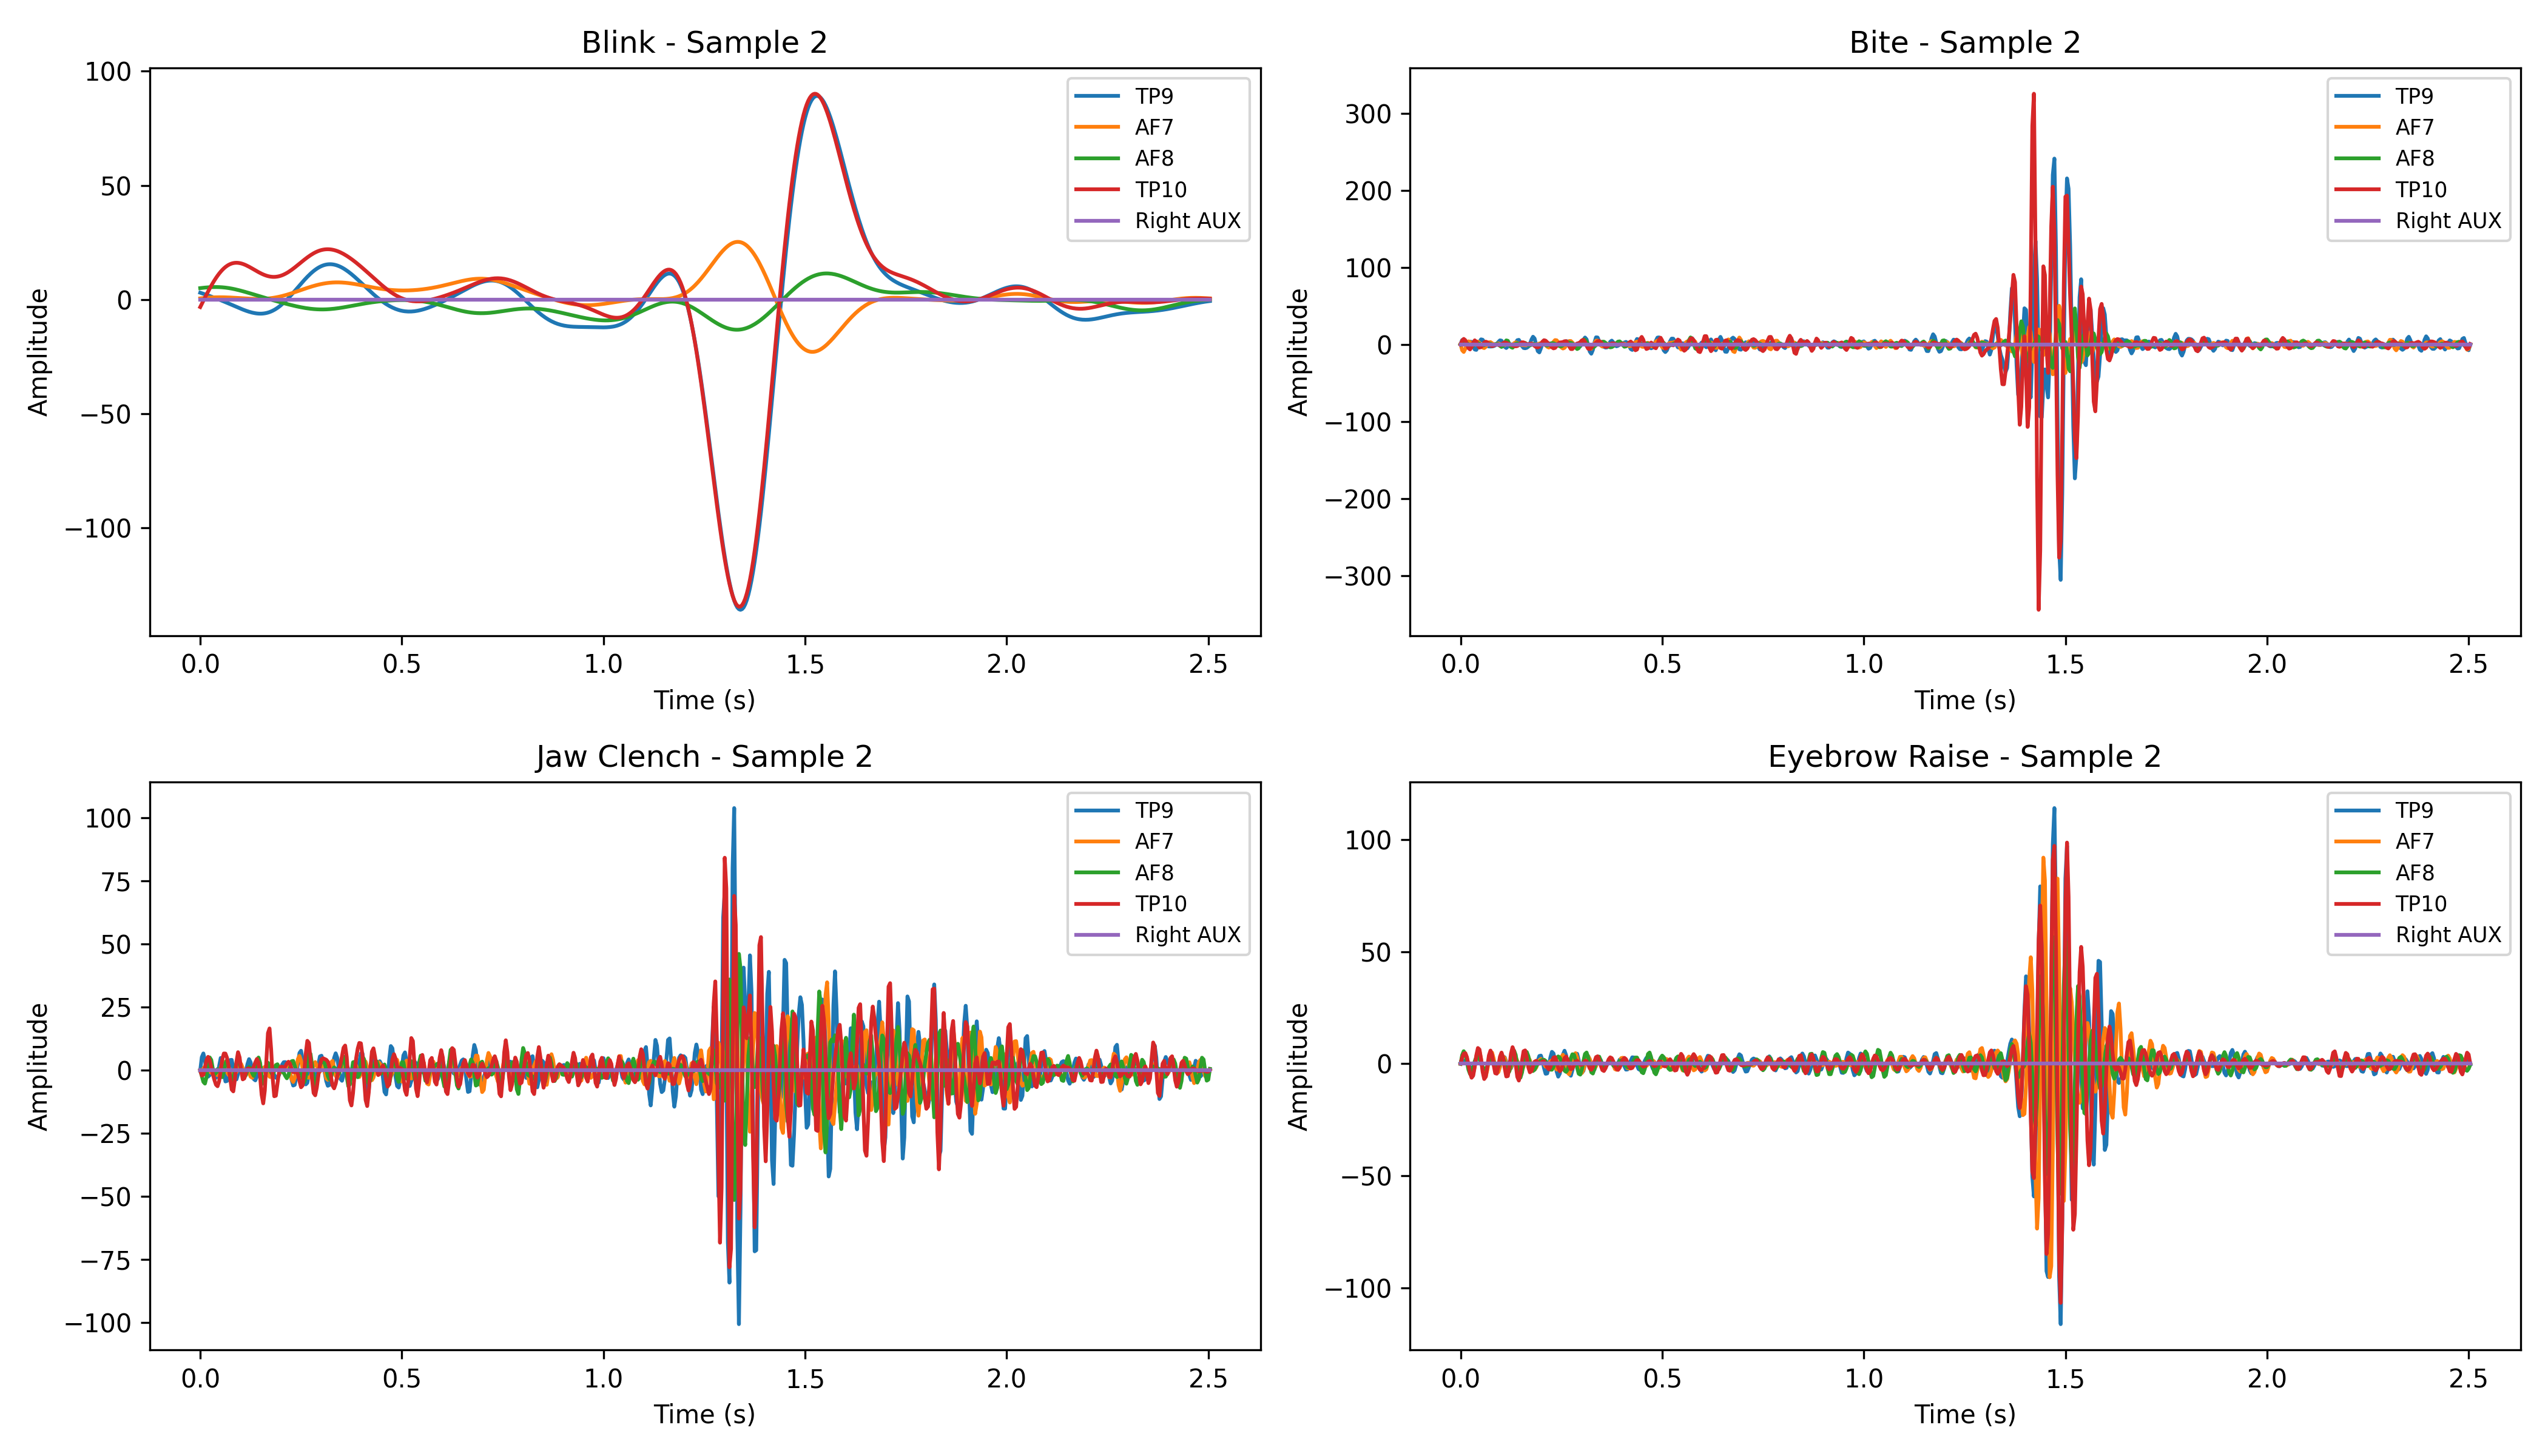 Blink - Sample 2
Amplitude
100
50
0
−50
−100
0.0 0.5 1.0 1.5 2.0 2.5
Time (s)
TP9
AF7
AF8
TP10
Right AUX
Bite - Sample 2
Amplitude
300
200
100
0
−100
−200
−300
0.0 0.5 1.0 1.5 2.0 2.5
Time (s)
TP9
AF7
AF8
TP10
Right AUX
Jaw Clench - Sample 2
Amplitude
100
75
50
25
0
−25
−50
−75
−100
0.0 0.5 1.0 1.5 2.0 2.5
Time (s)
TP9
AF7
AF8
TP10
Right AUX
Eyebrow Raise - Sample 2
Amplitude
100
50
0
−50
−100
0.0 0.5 1.0 1.5 2.0 2.5
Time (s)
TP9
AF7
AF8
TP10
Right AUX